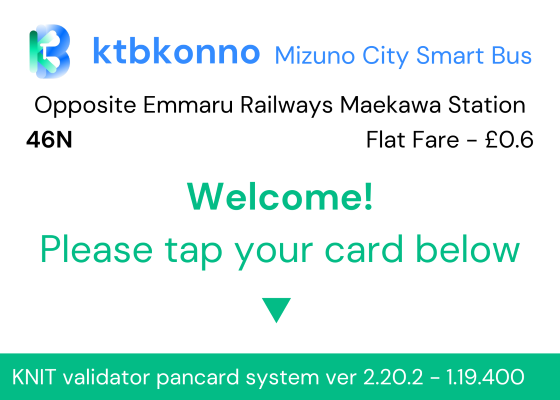 ktbkonno Mizuno City Smart Bus
Opposite Emmaru Railways Maekawa Station
46N Flat Fare - £0.6
Welcome!
Please tap your card below
KNIT validator pancard system ver 2.20.2 - 1.19.400